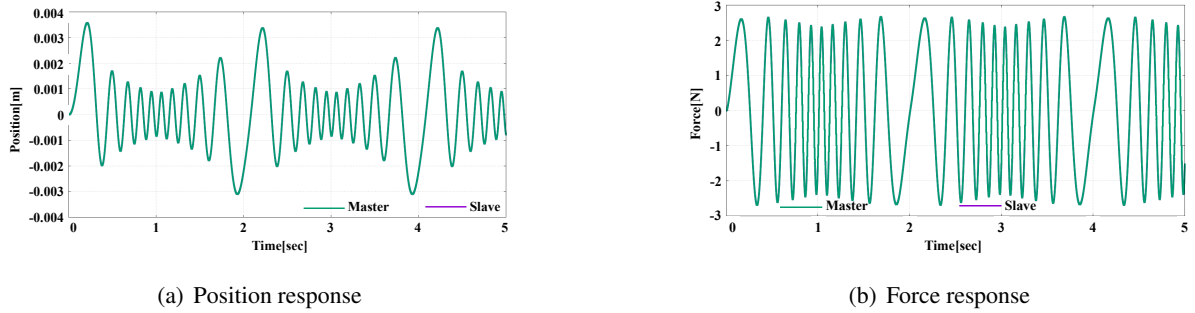 0.004
0.003
0.002
0.001
0
-0.001
-0.002
-0.003
-0.004
Position[m]
Master
Slave
0 1 2 3 4 5
Time[sec]
(a) Position response
3
2
1
0
-1
-2
-3
Force[N]
Master
Slave
0 1 2 3 4 5
Time[sec]
(b) Force response